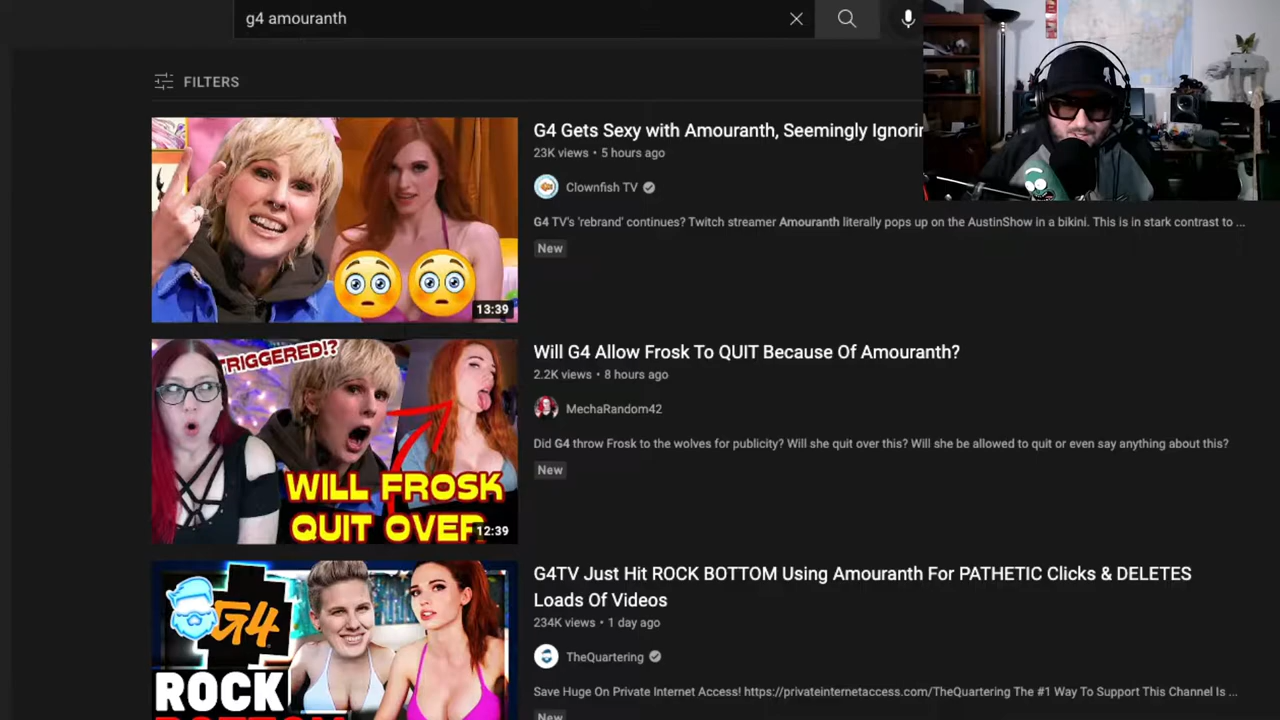 g4 amouranth
FILTERS
G4 Gets Sexy with Amouranth, Seemingly
23K views • 5 hours ago
Clownfish TV
G4 TV's 'rebrand' continues? Twitch streamer Amouranth literally pops up on the AustinShow in a bikini. This is in stark contrast to ...
New
13:39
TRIGGERED!?
WILL FROSK
QUIT OVER
12:39
Will G4 Allow Frosk To QUIT Because Of Amouranth?
2.2K views • 8 hours ago
MechaRandom42
Did G4 throw Frosk to the wolves for publicity? Will she quit over this? Will she be allowed to quit or even say anything about this?
New
G4
ROCK
BOTTOM
G4TV Just Hit ROCK BOTTOM Using Amouranth For PATHETIC Clicks & DELETES
Loads Of Videos
234K views • 1 day ago
TheQuartering
Save Huge On Private Internet Access! https://privateinternetaccess.com/TheQuartering The #1 Way To Support This Channel Is ...
New